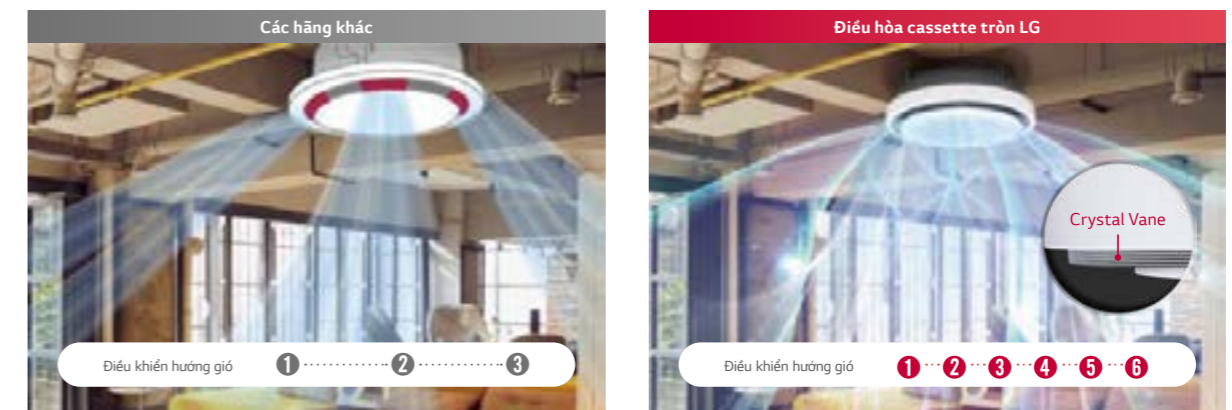 Các hãng khác
Điều hòa cassette tròn LG
Crystal Vane
Điều khiển hướng gió 1 2 3
Điều khiển hướng gió 1 2 3 4 5 6